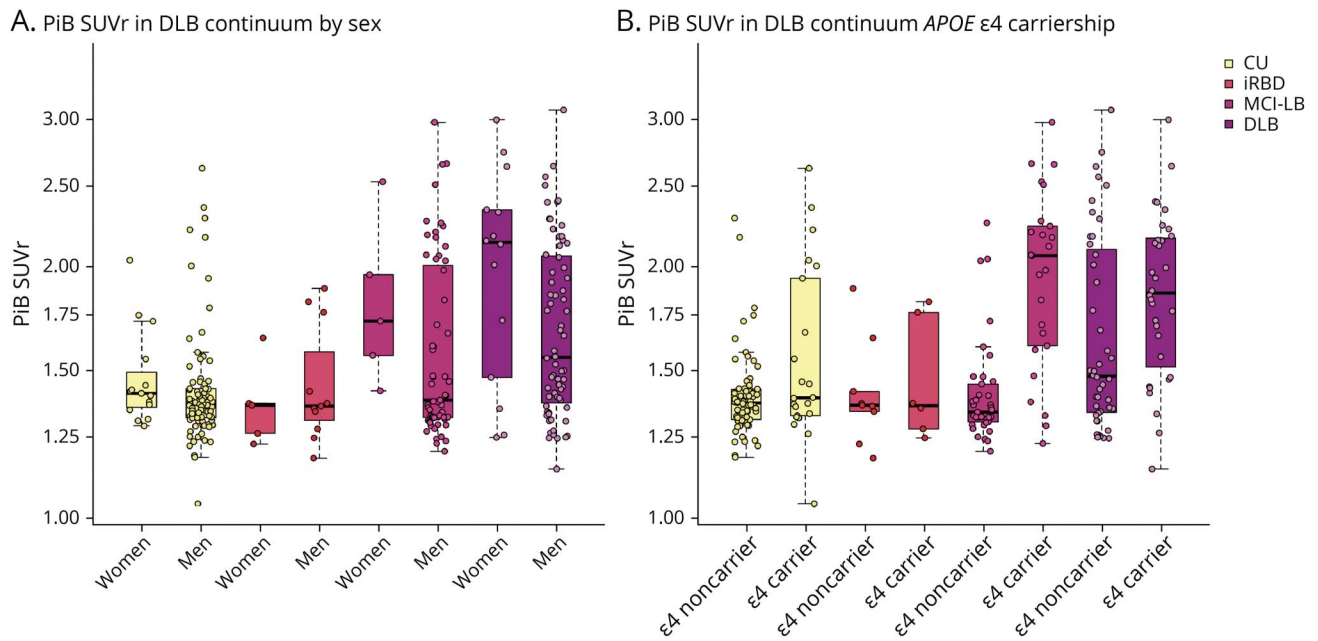 A. PiB SUVr in DLB continuum by sex
PiB SUVr
3.00
2.50
2.00
1.75
1.50
1.25
1.00
Women
Men
Women
Men
Women
Men
Women
Men
B. PiB SUVr in DLB continuum APOE ε4 carriership
PiB SUVr
3.00
2.50
2.00
1.75
1.50
1.25
1.00
ε4 noncarrier
ε4 carrier
ε4 noncarrier
ε4 carrier
ε4 noncarrier
ε4 carrier
ε4 noncarrier
ε4 carrier
CU
iRBD
MCI-LB
DLB